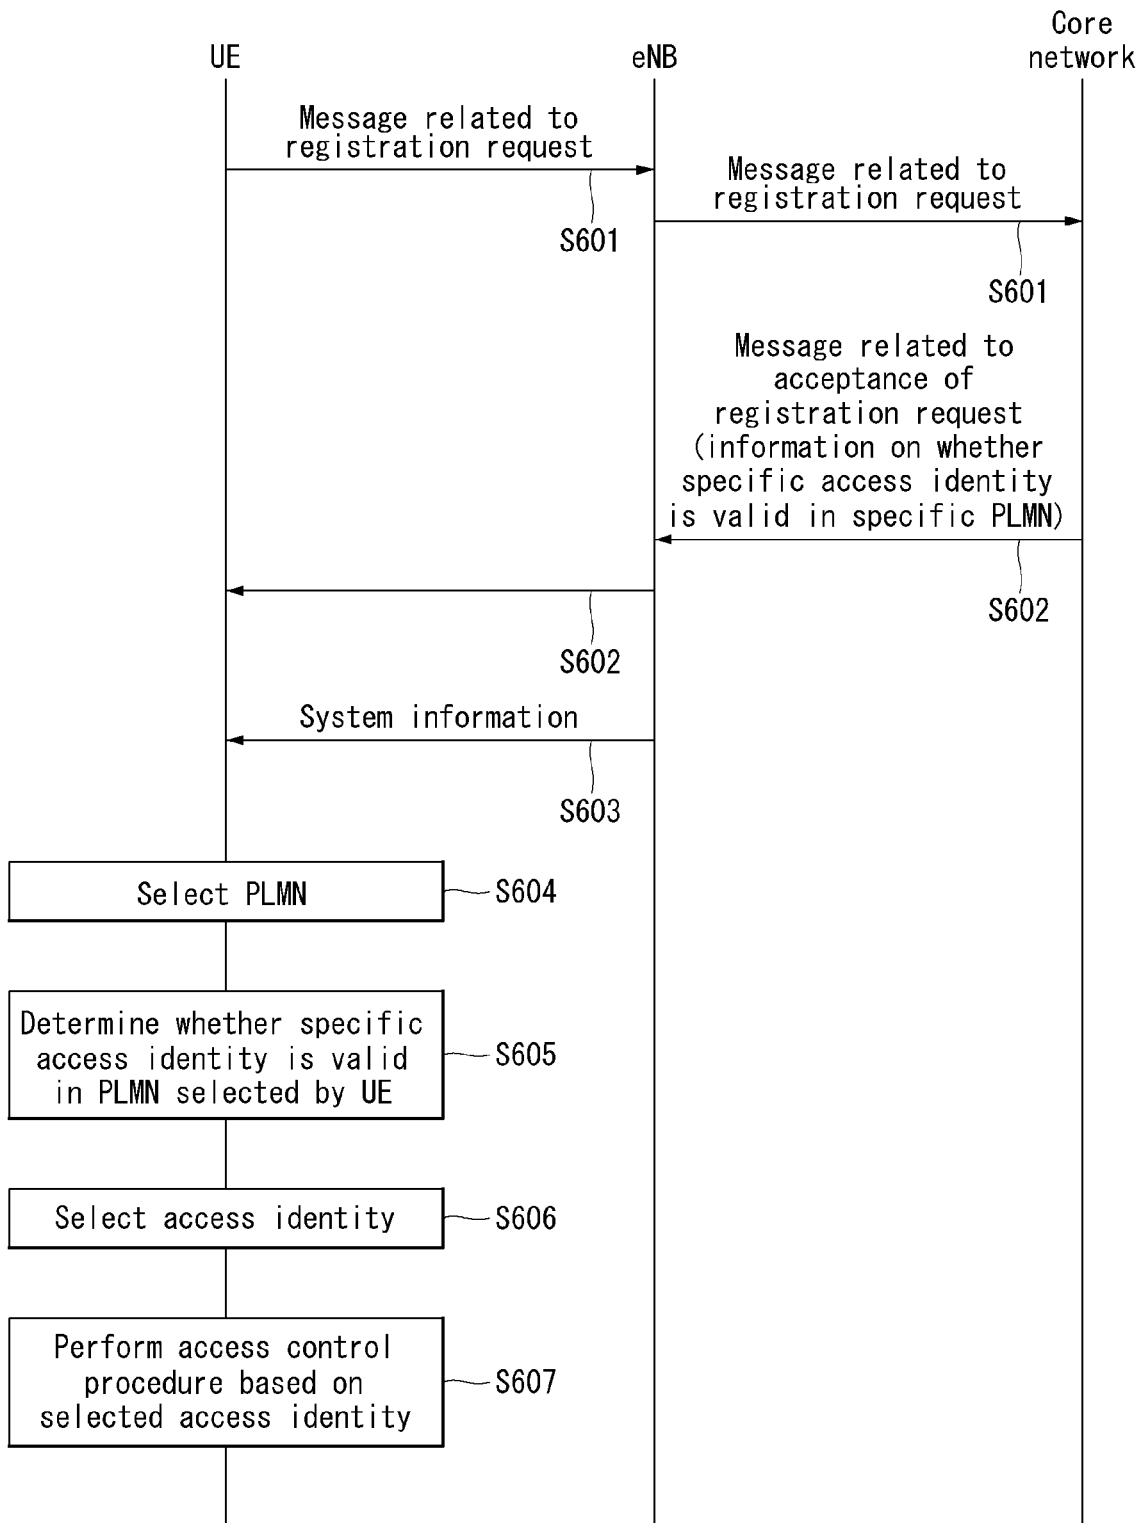 UE
eNB
Core
network
Message related to
registration request
S601
Message related to
registration request
S601
Message related to
acceptance of
registration request
(information on whether
specific access identity
is valid in specific PLMN)
S602
S602
System information
S603
Select PLMN
S604
Determine whether specific
access identity is valid
in PLMN selected by UE
S605
Select access identity
S606
Perform access control
procedure based on
selected access identity
S607